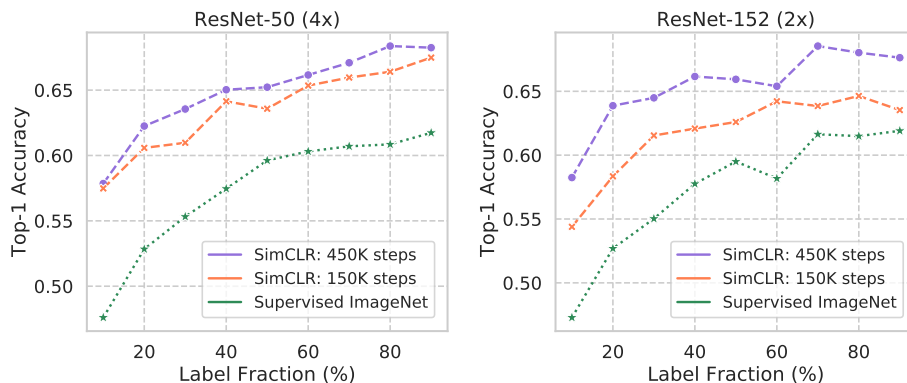 ResNet-50 (4x)
Top-1 Accuracy
0.65
0.60
0.55
0.50
20
40
60
80
Label Fraction (%)
SimCLR: 450K steps
SimCLR: 150K steps
Supervised ImageNet
ResNet-152 (2x)
Top-1 Accuracy
0.65
0.60
0.55
0.50
20
40
60
80
Label Fraction (%)
SimCLR: 450K steps
SimCLR: 150K steps
Supervised ImageNet